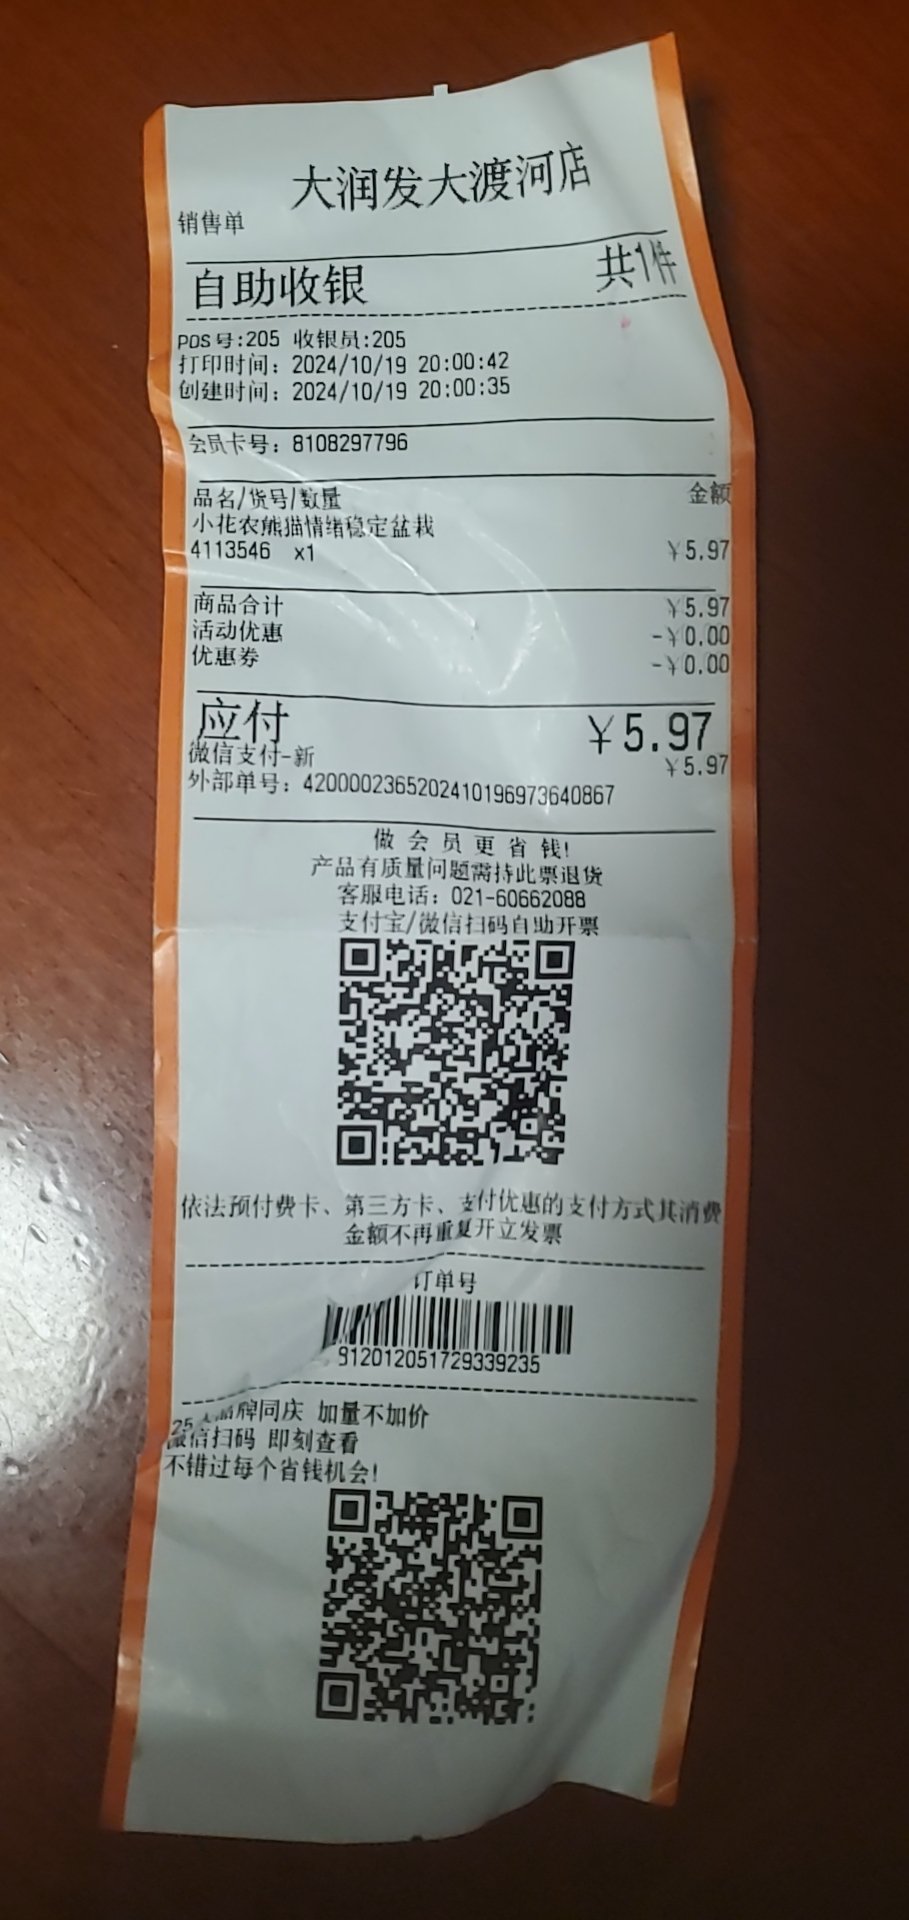 大润发大渡河店
销售单
自助收银 共1件
POS号:205 收银员:205
打印时间: 2024/10/19 20:00:42
创建时间: 2024/10/19 20:00:35
会员卡号: 8108297796
品名/货号/数量 金额
小花农熊猫情绪稳定盆栽
4113546 x1 ¥5.97
商品合计 ¥5.97
活动优惠 -¥0.00
优惠券 -¥0.00
应付 ¥5.97
微信支付-新 ¥5.97
外部单号: 4200002365202410196973640867
做会员更省钱!
产品有质量问题需持此票退货
客服电话: 021-60662088
支付宝/微信扫码自助开票
依法预付费卡、第三方卡、支付优惠的支付方式其消费
金额不再重复开立发票
订单号
812012051729339235
25 品牌同庆 加量不加价
微信扫码 即刻查看
不错过每个省钱机会!